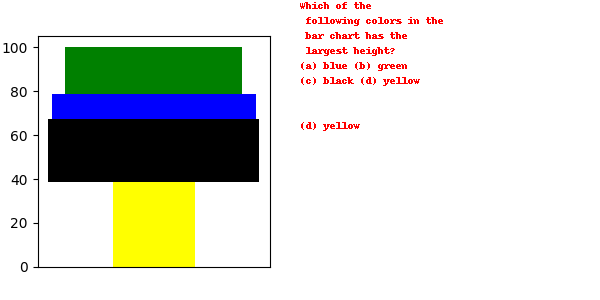 100
80
60
40
20
0
Which of the
following colors in the
bar chart has the
largest height?
(a) blue (b) green
(c) black (d) yellow
(d) yellow